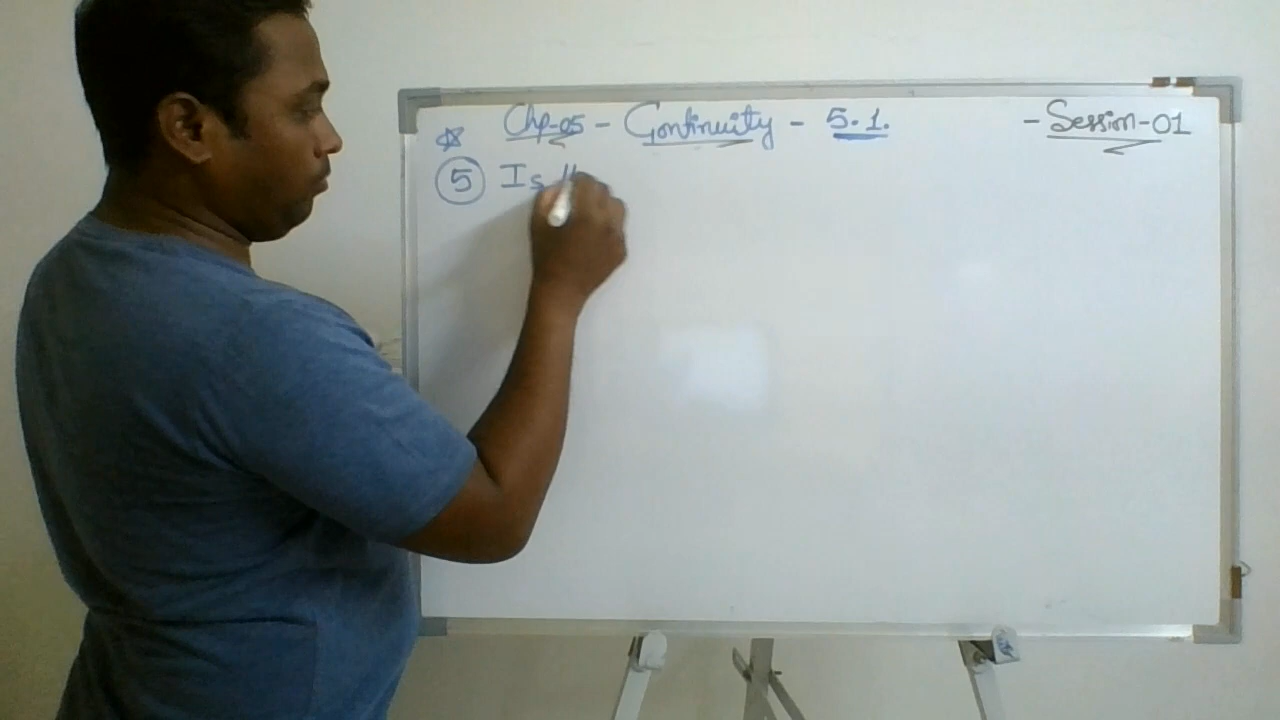 Chp-05 - Continuity - 5.1. - Session-01
5 Is